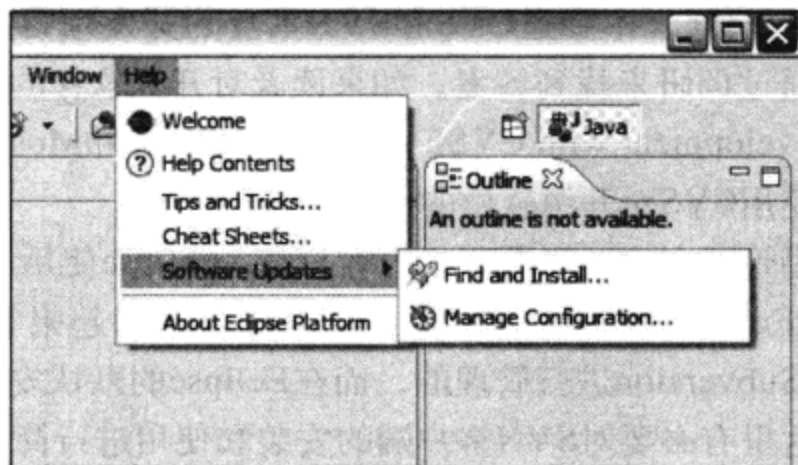 Window Help
Welcome
Java
Help Contents
Outline
Tips and Tricks...
An outline is not available.
Cheat Sheets...
Software Updates
Find and Install...
About Eclipse Platform
Manage Configuration...
Subversion